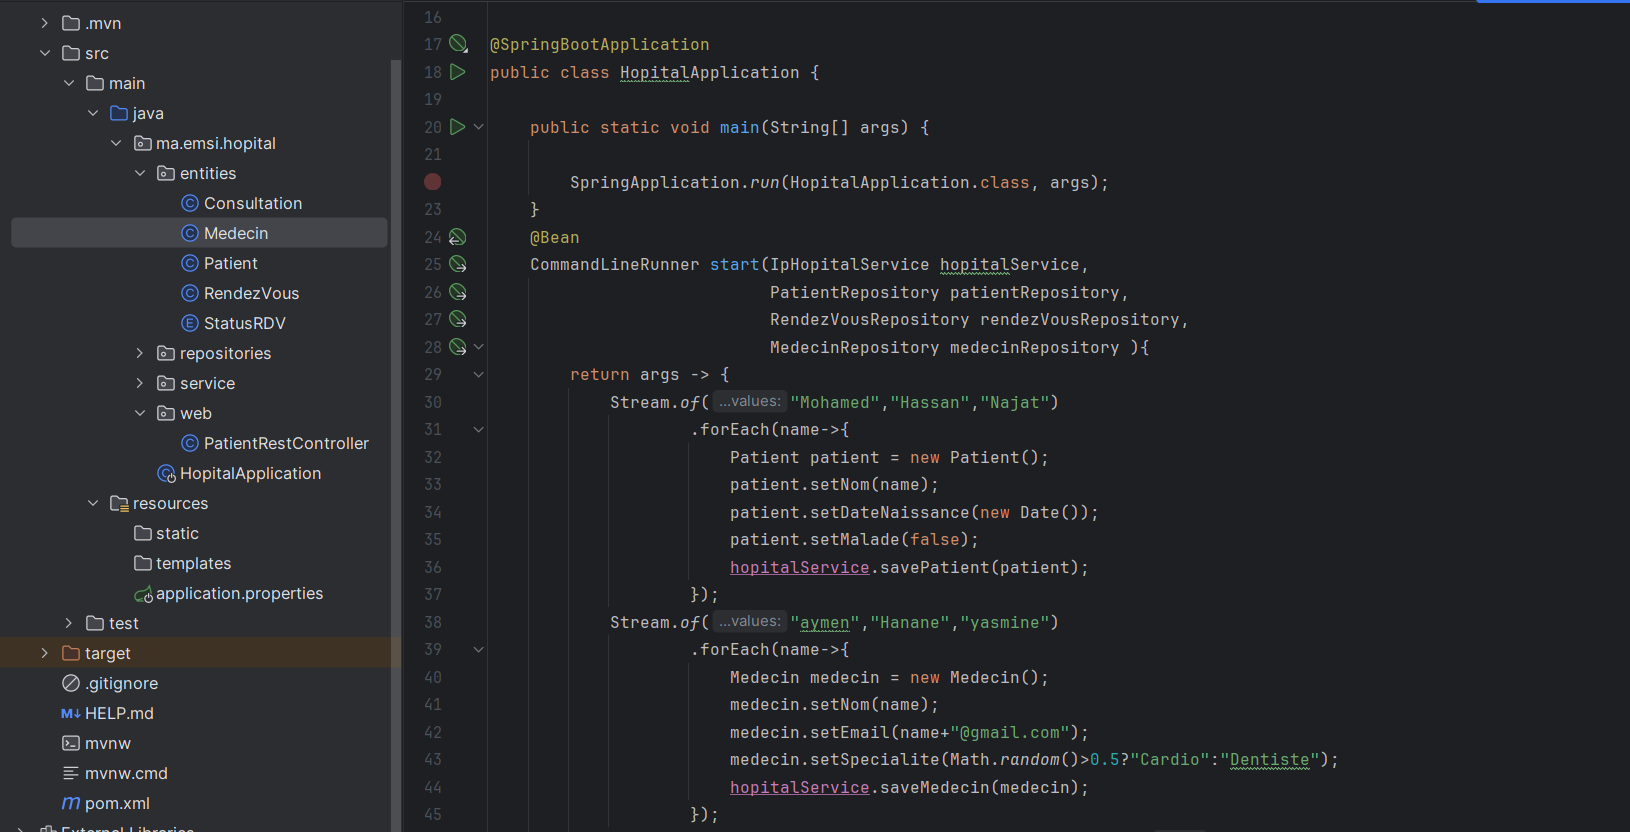 .mvn
src
main
java
ma.emsi.hopital
entities
Consultation
Medecin
Patient
RendezVous
StatusRDV
repositories
service
web
PatientRestController
HopitalApplication
resources
static
templates
application.properties
test
target
.gitignore
HELP.md
mvnw
mvnw.cmd
pom.xml
External Libraries
16
17 @SpringBootApplication
18 public class HopitalApplication {
19
20 public static void main(String[] args) {
21
SpringApplication.run(HopitalApplication.class, args);
23 }
24 @Bean
25 CommandLineRunner start(IpHopitalService hopitalService,
26 PatientRepository patientRepository,
27 RendezVousRepository rendezVousRepository,
28 MedecinRepository medecinRepository ){
29 return args -> {
30 Stream.of( ...values: "Mohamed","Hassan","Najat")
31 .forEach(name->{
32 Patient patient = new Patient();
33 patient.setNom(name);
34 patient.setDateNaissance(new Date());
35 patient.setMalade(false);
36 hopitalService.savePatient(patient);
37 });
38 Stream.of( ...values: "aymen","Hanane","yasmine")
39 .forEach(name->{
40 Medecin medecin = new Medecin();
41 medecin.setNom(name);
42 medecin.setEmail(name+"@gmail.com");
43 medecin.setSpecialite(Math.random()>0.5?"Cardio":"Dentiste");
44 hopitalService.saveMedecin(medecin);
45 });